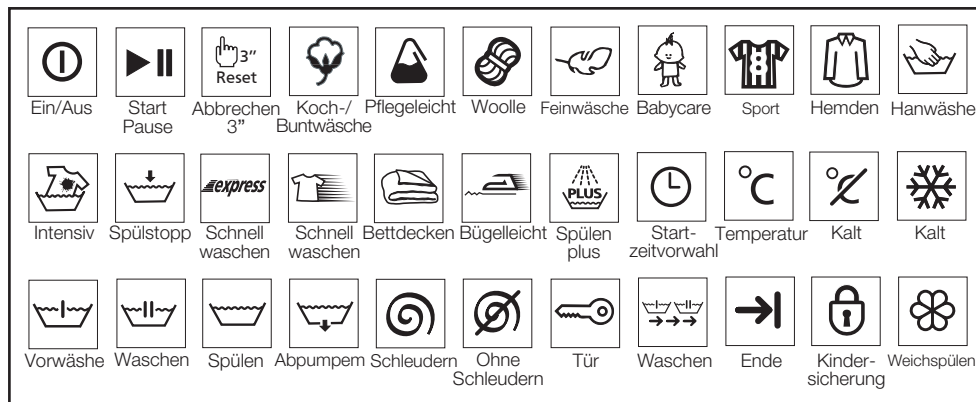 3”
Reset
express
PLUS
°C
Ein/Aus
Start
Pause
Abbrechen
3”
Koch-/
Buntwäsche
Pflegeleicht
Woolle
Feinwäsche
Babycare
Sport
Hemden
Hanwäshe
Intensiv
Spülstopp
Schnell
waschen
Schnell
waschen
Bettdecken
Bügelleicht
Spülen
plus
Start-
zeitvorwahl
Temperatur
Kalt
Kalt
Vorwäshe
Waschen
Spülen
Abpumpem
Schleudern
Ohne
Schleudern
Tür
Waschen
Ende
Kinder-
sicherung
Weichspülen